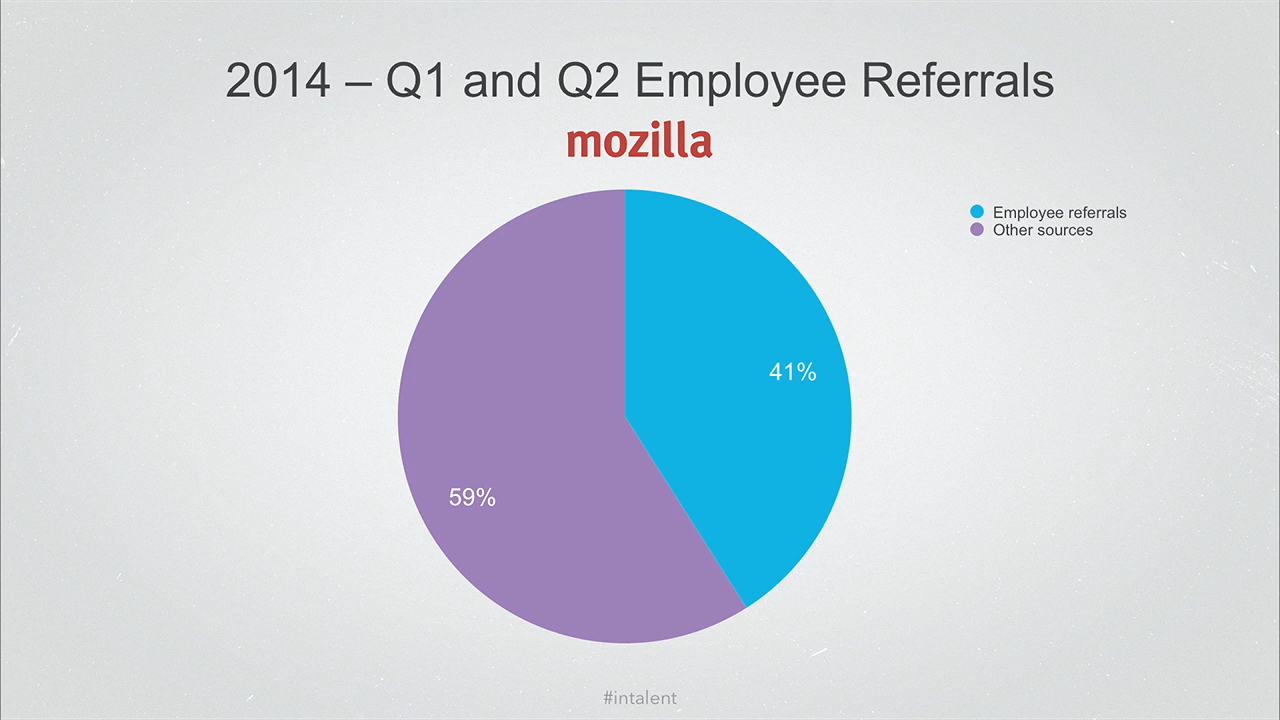 2014 – Q1 and Q2 Employee Referrals
mozilla
Employee referrals
Other sources
41%
59%
#intalent